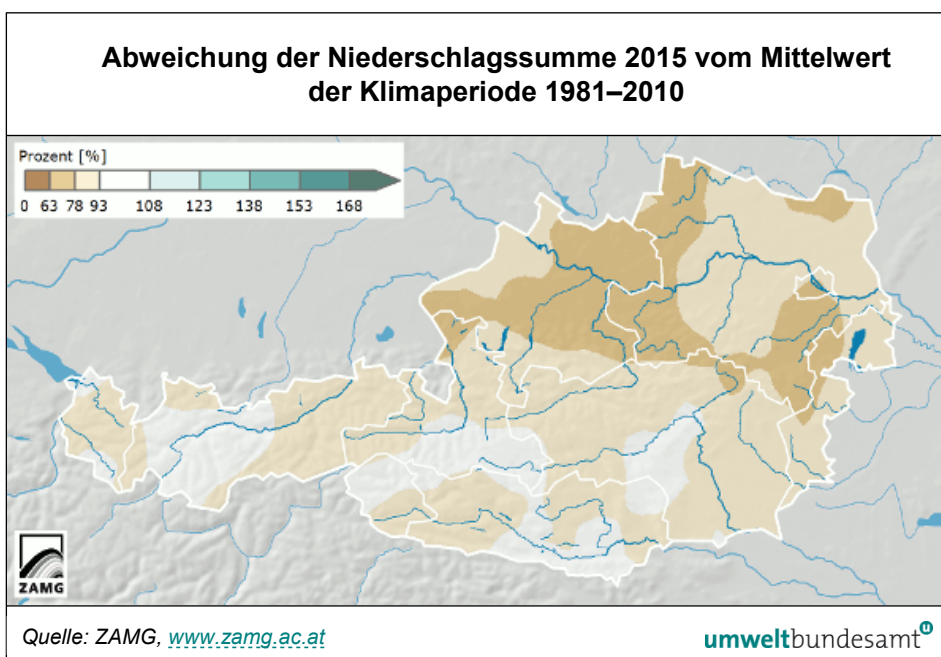 Abweichung der Niederschlagssumme 2015 vom Mittelwert
der Klimaperiode 1981–2010
Prozent [%]
0 63 78 93 108 123 138 153 168
ZAMG
Quelle: ZAMG, www.zamg.ac.at
umweltbundesamt u